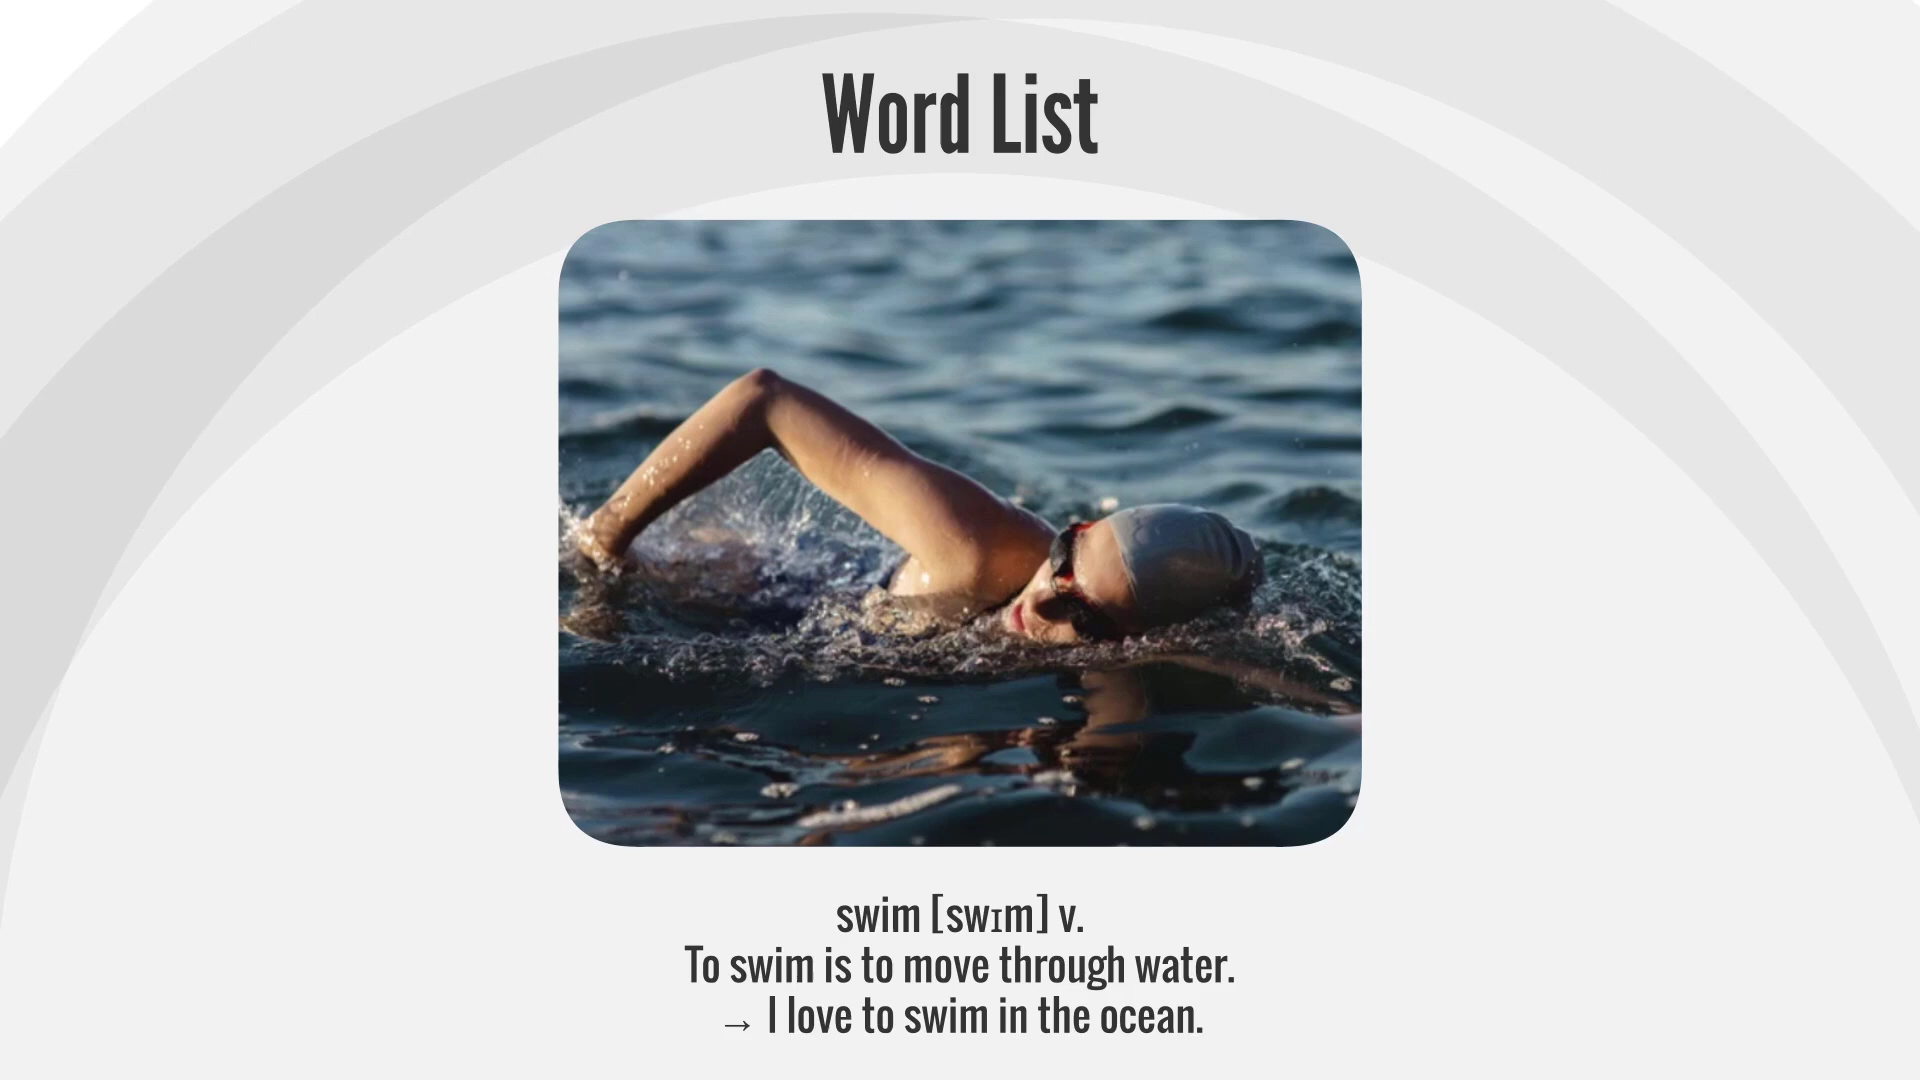 Word List
swim [swɪm] v.
To swim is to move through water.
→ I love to swim in the ocean.